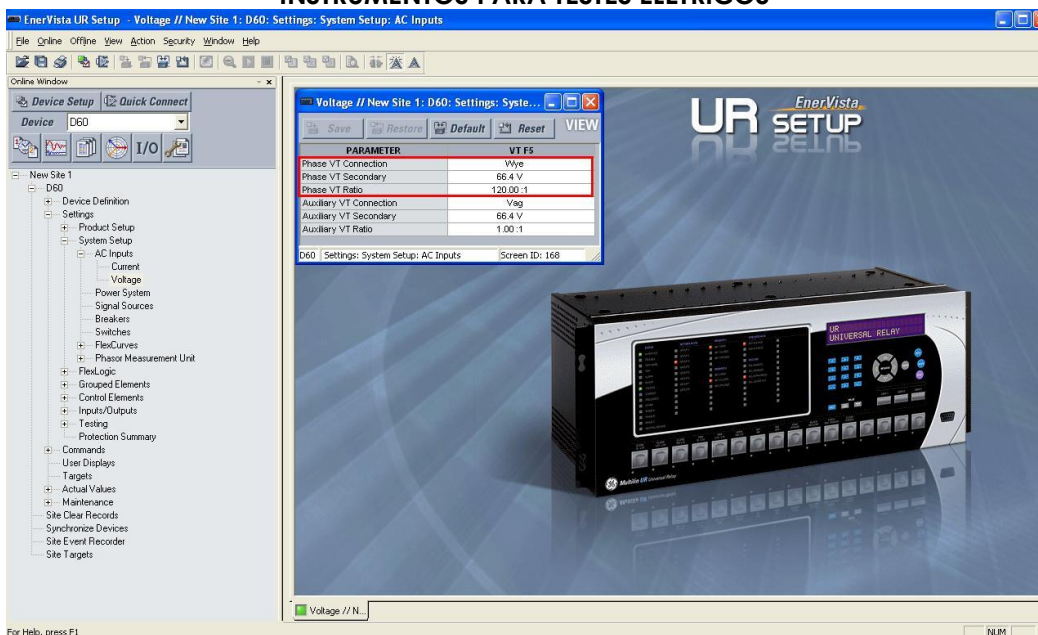 INSTRUMENTOS PARA TESTES ELÉTRICOS
EnerVista UR Setup - Voltage // New Site 1: D60: Settings: System Setup: AC Inputs
File Online Offline View Action Security Window Help
Online Window
Device Setup Quick Connect
Device D60
I/O
New Site 1
D60
Device Definition
Settings
Product Setup
System Setup
AC Inputs
Current
Voltage
Power System
Signal Sources
Breakers
Switches
FlexCurves
Phasor Measurement Unit
FlexLogic
Grouped Elements
Control Elements
Inputs/Outputs
Testing
Protection Summary
Commands
User Displays
Targets
Actual Values
Maintenance
Site Clear Records
Synchronize Devices
Site Event Recorder
Site Targets
Voltage // New Site 1: D60: Settings: Syste...
Save Restore Default Reset VIEW
PARAMETER VT F5
Phase VT Connection Wye
Phase VT Secondary 66.4 V
Phase VT Ratio 120.00 :1
Auxiliary VT Connection Vag
Auxiliary VT Secondary 66.4 V
Auxiliary VT Ratio 1.00 :1
D60 Settings: System Setup: AC Inputs Screen ID: 168
EnerVista
UR SETUP
UR
UNIVERSAL RELAY
Multilin UR Universal Relay
Voltage // N...
For Help, press F1
NUM